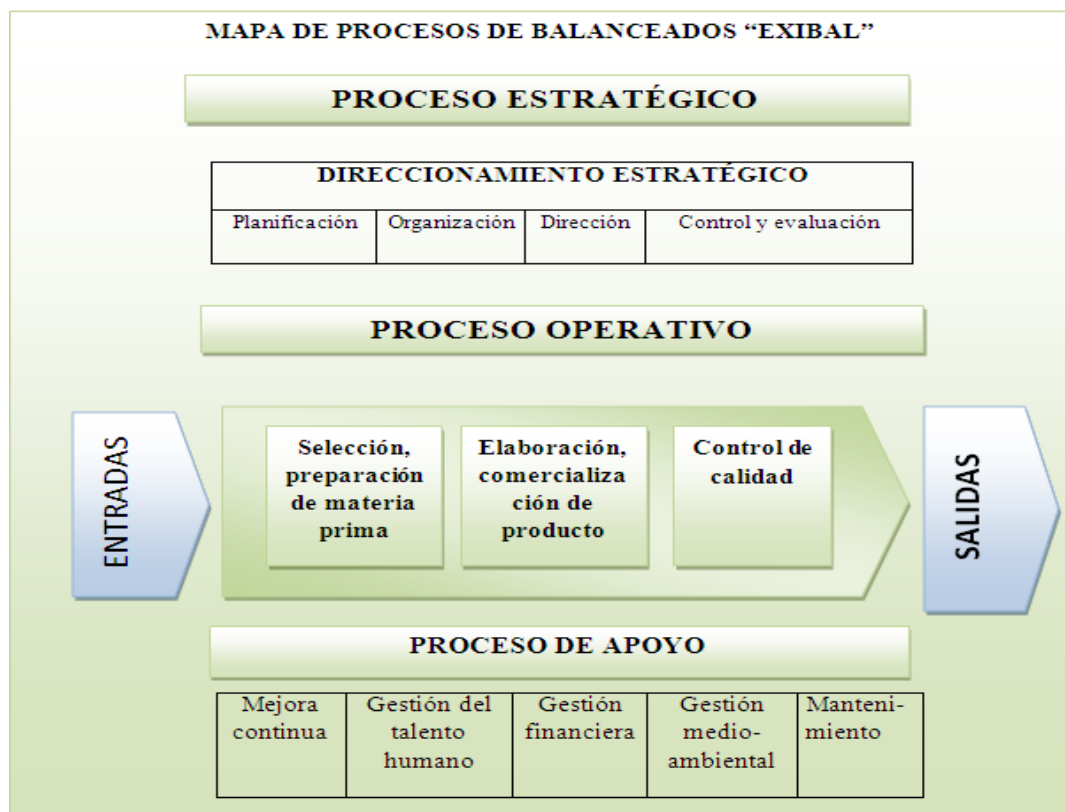 MAPA DE PROCESOS DE BALANCEADOS “EXIBAL”
PROCESO ESTRATÉGICO
DIRECCIONAMIENTO ESTRATÉGICO
Planificación
Organización
Dirección
Control y evaluación
PROCESO OPERATIVO
ENTRADAS
Selección,
preparación
de materia
prima
Elaboración,
comercializa
ción de
producto
Control de
calidad
SALIDAS
PROCESO DE APOYO
Mejora
continua
Gestión del
talento
humano
Gestión
financiera
Gestión
medio-
ambiental
Manteni-
miento